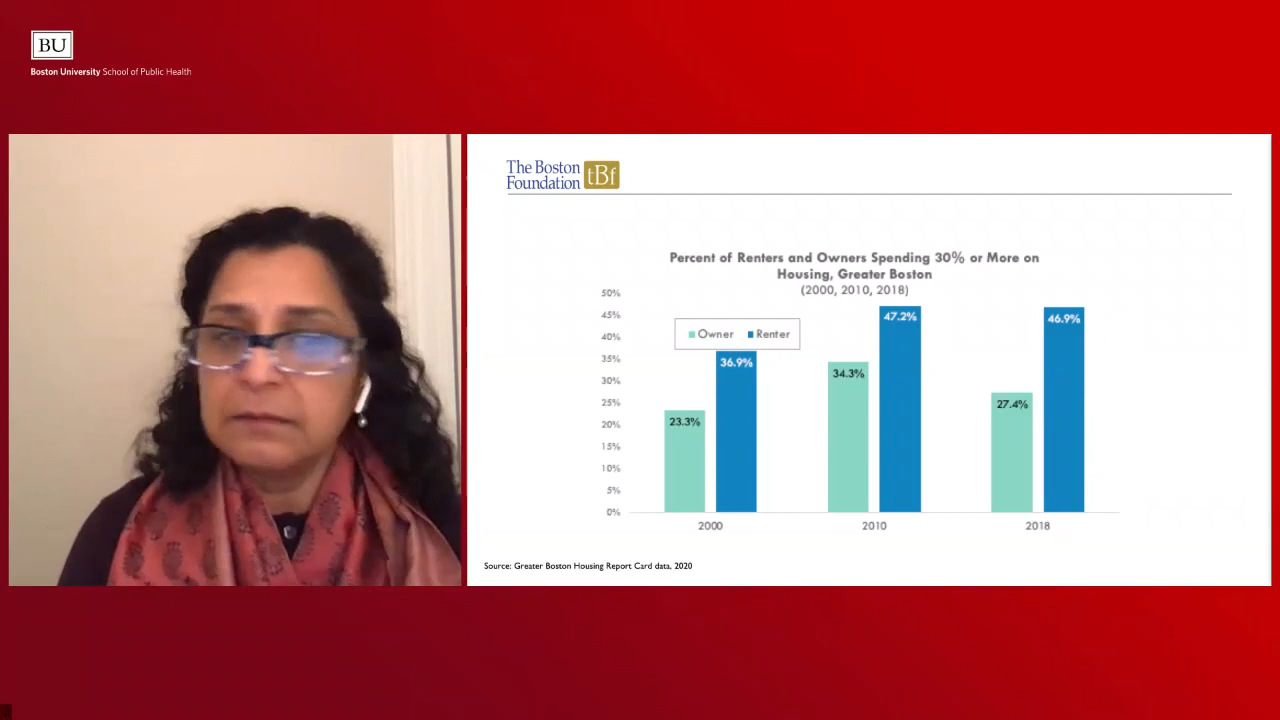 BU
Boston University School of Public Health
The Boston
Foundation
tBf
Percent of Renters and Owners Spending 30% or More on
Housing, Greater Boston
(2000, 2010, 2018)
50%
45%
40%
35%
30%
25%
20%
15%
10%
5%
0%
Owner Renter
23.3%
36.9%
34.3%
47.2%
27.4%
46.9%
2000 2010 2018
Source: Greater Boston Housing Report Card data, 2020